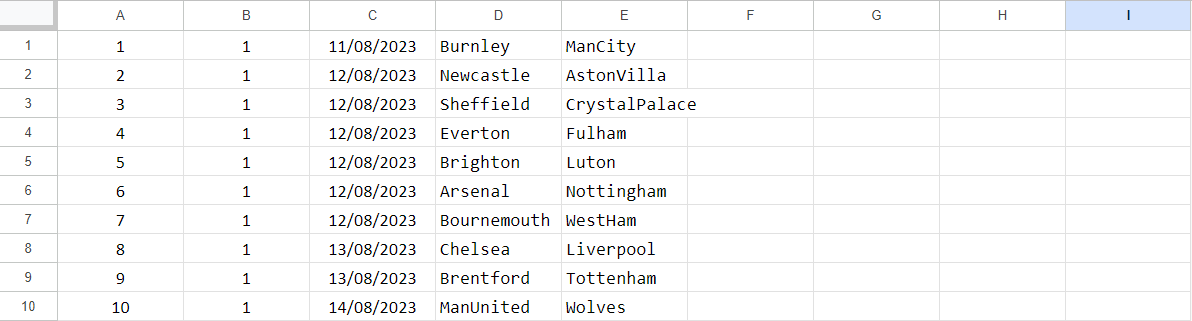 A B C D E F G H I
1 1 1 11/08/2023 Burnley ManCity
2 2 1 12/08/2023 Newcastle AstonVilla
3 3 1 12/08/2023 Sheffield CrystalPalace
4 4 1 12/08/2023 Everton Fulham
5 5 1 12/08/2023 Brighton Luton
6 6 1 12/08/2023 Arsenal Nottingham
7 7 1 12/08/2023 Bournemouth WestHam
8 8 1 13/08/2023 Chelsea Liverpool
9 9 1 13/08/2023 Brentford Tottenham
10 10 1 14/08/2023 ManUnited Wolves